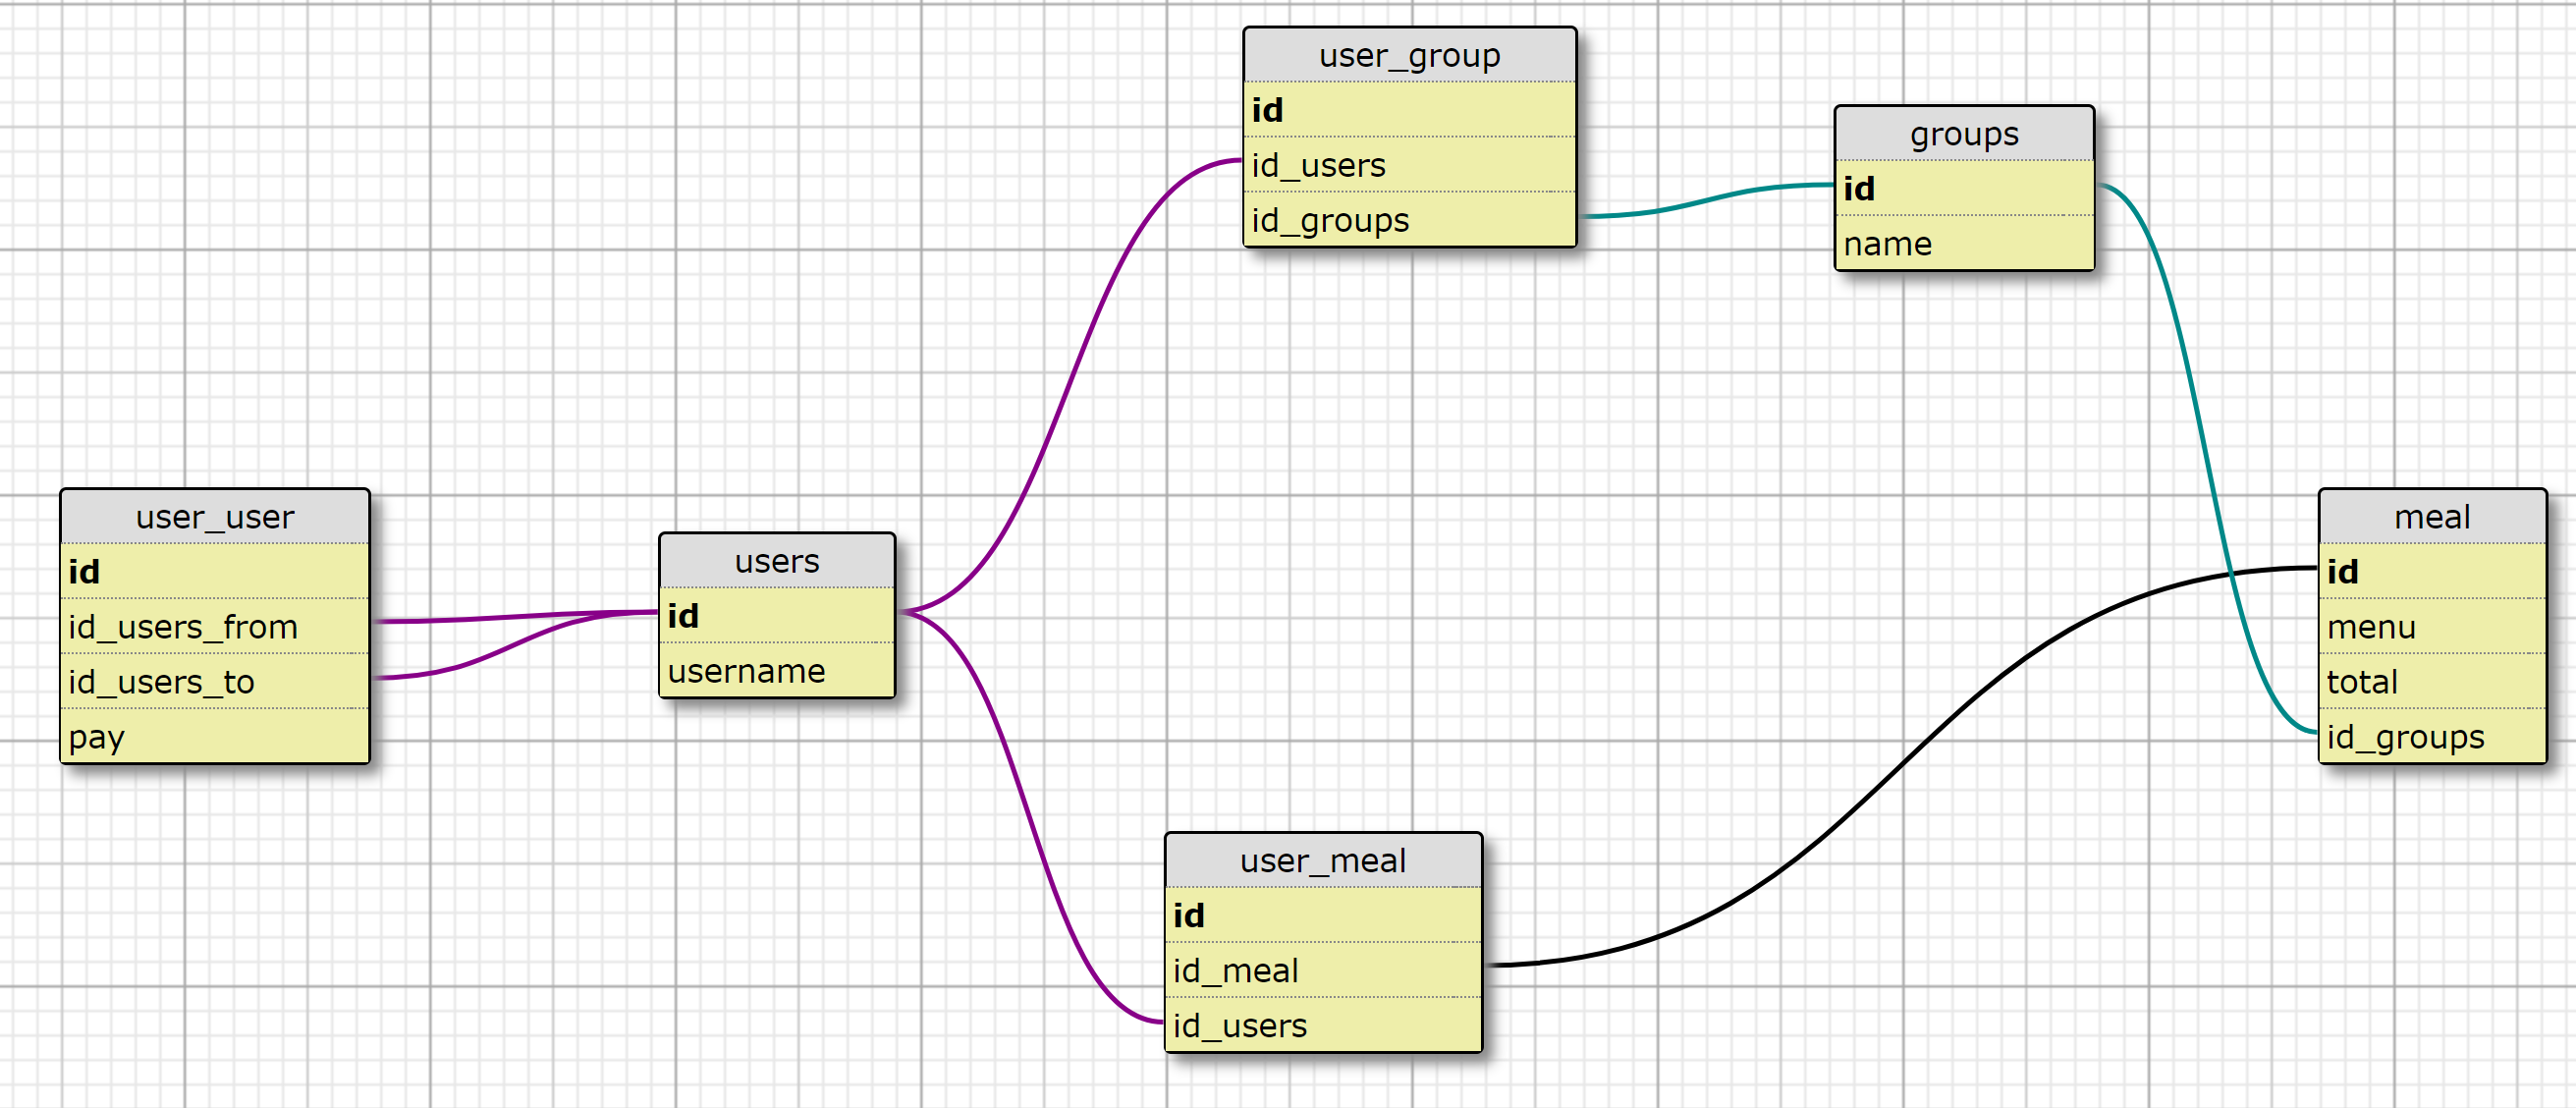 user_group
id
id_users
id_groups
groups
id
name
user_user
id
id_users_from
id_users_to
pay
users
id
username
meal
id
menu
total
id_groups
user_meal
id
id_meal
id_users